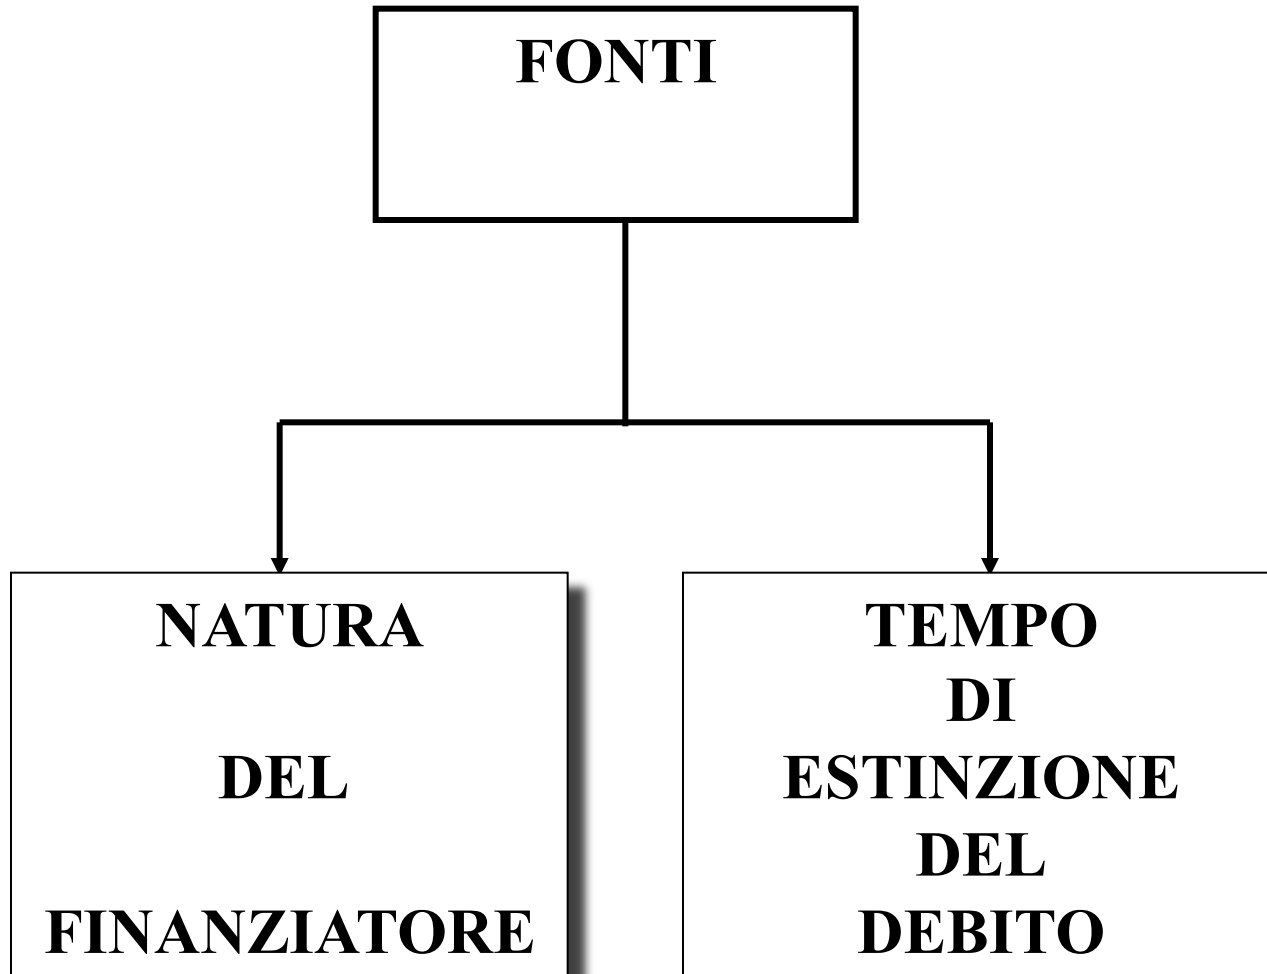 FONTI
NATURA
DEL
FINANZIATORE
TEMPO
DI
ESTINZIONE
DEL
DEBITO